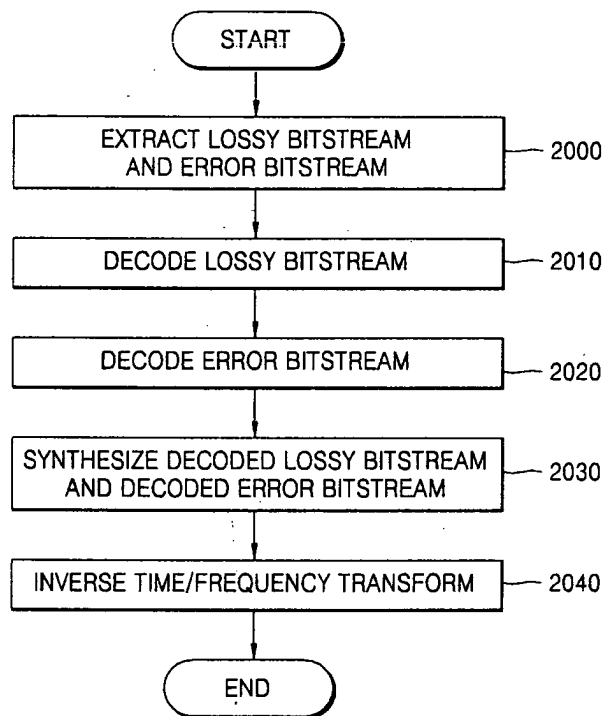 START
EXTRACT LOSSY BITSTREAM
AND ERROR BITSTREAM
2000
DECODE LOSSY BITSTREAM
2010
DECODE ERROR BITSTREAM
2020
SYNTHESIZE DECODED LOSSY BITSTREAM
AND DECODED ERROR BITSTREAM
2030
INVERSE TIME/FREQUENCY TRANSFORM
2040
END